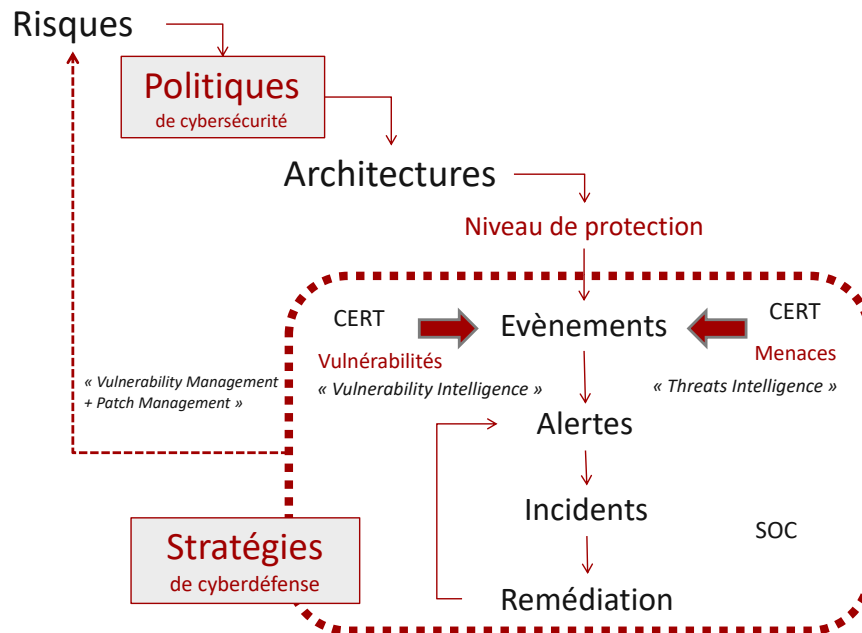 Risques
Politiques
de cybersécurité
Architectures
Niveau de protection
CERT
Evènements
CERT
Vulnérabilités
Menaces
« Vulnerability Management
+ Patch Management »
« Vulnerability Intelligence »
« Threats Intelligence »
Alertes
Incidents
SOC
Stratégies
de cyberdéfense
Remédiation